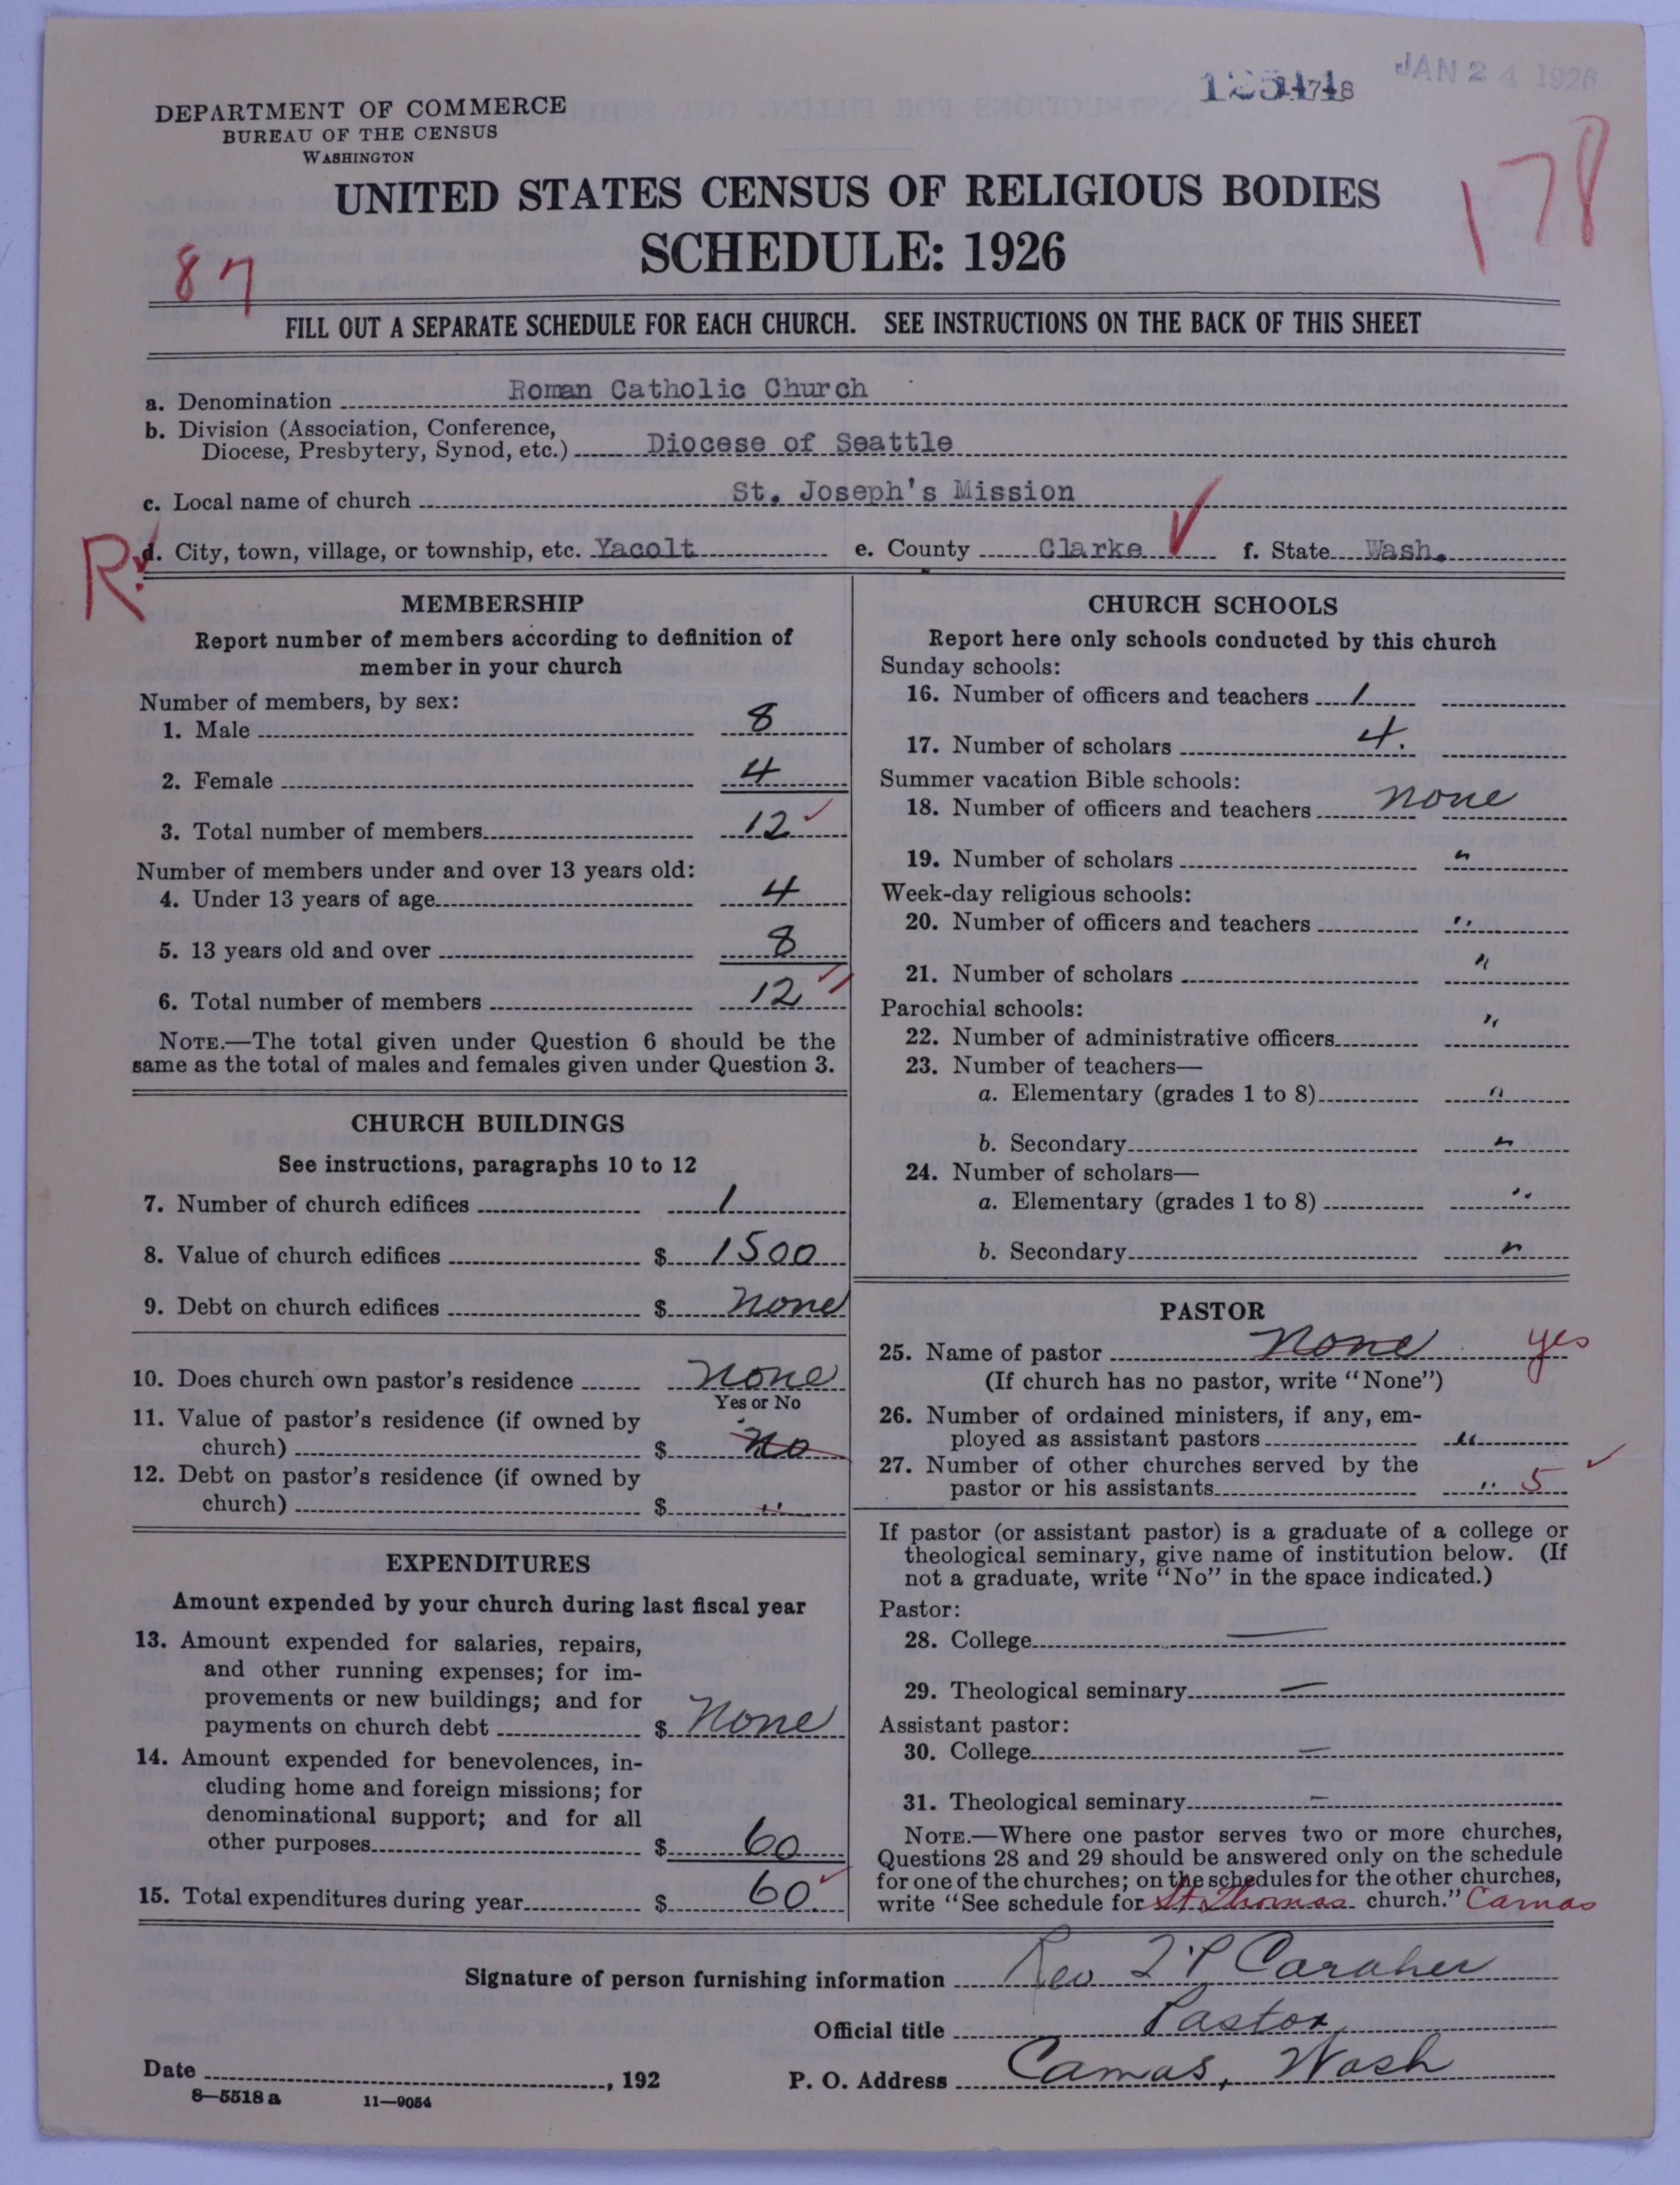 JAN 24 1926
DEPARTMENT OF COMMERCE
BUREAU OF THE CENSUS
WASHINGTON
178
UNITED STATES CENSUS OF RELIGIOUS BODIES
SCHEDULE: 1926
87
FILL OUT A SEPARATE SCHEDULE FOR EACH CHURCH. SEE INSTRUCTIONS ON THE BACK OF THIS SHEET
a. Denomination Roman Catholic Church
b. Division (Association, Conference,
Diocese, Presbytery, Synod, etc.) Diocese of Seattle
c. Local name of church St. Joseph's Mission
R
d. City, town, village, or township, etc. Yacolt e. County Clarke f. State Wash.
MEMBERSHIP
Report number of members according to definition of
member in your church
Number of members, by sex:
1. Male 8
2. Female 4
3. Total number of members 12
Number of members under and over 13 years old:
4. Under 13 years of age 4
5. 13 years old and over 8
6. Total number of members 12
NOTE.—The total given under Question 6 should be the
same as the total of males and females given under Question 3.
CHURCH BUILDINGS
See instructions, paragraphs 10 to 12
7. Number of church edifices 1
8. Value of church edifices $ 1500
9. Debt on church edifices $ none
10. Does church own pastor's residence none
Yes or No
11. Value of pastor's residence (if owned by
church) $ no
12. Debt on pastor's residence (if owned by
church) $ "
EXPENDITURES
Amount expended by your church during last fiscal year
13. Amount expended for salaries, repairs,
and other running expenses; for im-
provements or new buildings; and for
payments on church debt $ None
14. Amount expended for benevolences, in-
cluding home and foreign missions; for
denominational support; and for all
other purposes $ 60
15. Total expenditures during year $ 60.
CHURCH SCHOOLS
Report here only schools conducted by this church
Sunday schools:
16. Number of officers and teachers 1
17. Number of scholars 4.
Summer vacation Bible schools:
18. Number of officers and teachers none
19. Number of scholars "
Week-day religious schools:
20. Number of officers and teachers "
21. Number of scholars "
Parochial schools:
22. Number of administrative officers "
23. Number of teachers—
a. Elementary (grades 1 to 8) "
b. Secondary "
24. Number of scholars—
a. Elementary (grades 1 to 8) "
b. Secondary "
PASTOR
25. Name of pastor None yes
(If church has no pastor, write "None")
26. Number of ordained ministers, if any, em-
ployed as assistant pastors "
27. Number of other churches served by the
pastor or his assistants " 5
If pastor (or assistant pastor) is a graduate of a college or
theological seminary, give name of institution below. (If
not a graduate, write "No" in the space indicated.)
Pastor:
28. College —
29. Theological seminary —
Assistant pastor:
30. College —
31. Theological seminary —
NOTE.—Where one pastor serves two or more churches,
Questions 28 and 29 should be answered only on the schedule
for one of the churches; on the schedules for the other churches,
write "See schedule for St. Thomas church." Camas
Signature of person furnishing information Rev Caraher
Official title Pastor
Date , 192 P. O. Address Camas, Wash
8—5518a 11—9054